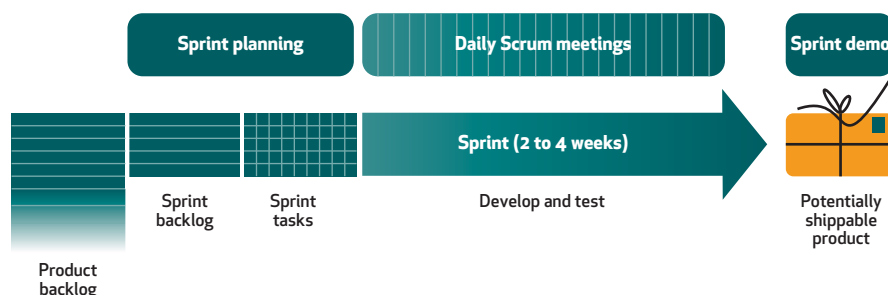 Sprint planning
Daily Scrum meetings
Sprint demo
Sprint (2 to 4 weeks)
Sprint
backlog
Sprint
tasks
Develop and test
Potentially
shippable
product
Product
backlog